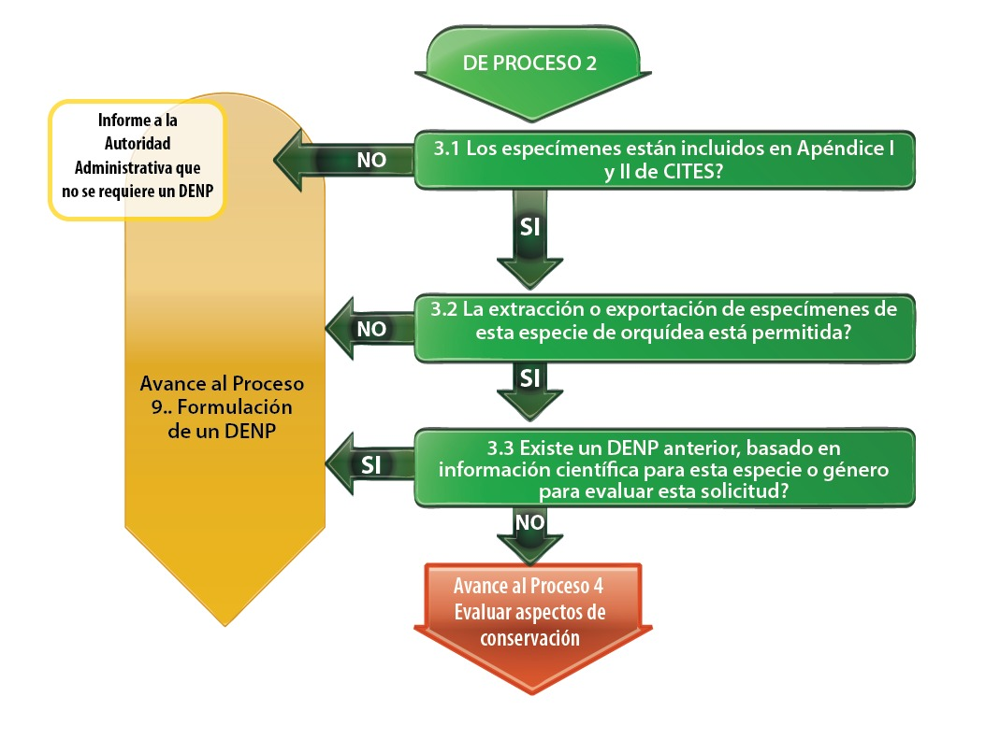 DE PROCESO 2
Informe a la
Autoridad
Administrativa que
no se requiere un DENP
NO
3.1 Los especímenes están incluidos en Apéndice I
y II de CITES?
SI
NO
3.2 La extracción o exportación de especímenes de
esta especie de orquídea está permitida?
SI
Avance al Proceso
9.. Formulación
de un DENP
SI
3.3 Existe un DENP anterior, basado en
información científica para esta especie o género
para evaluar esta solicitud?
NO
Avance al Proceso 4
Evaluar aspectos de
conservación